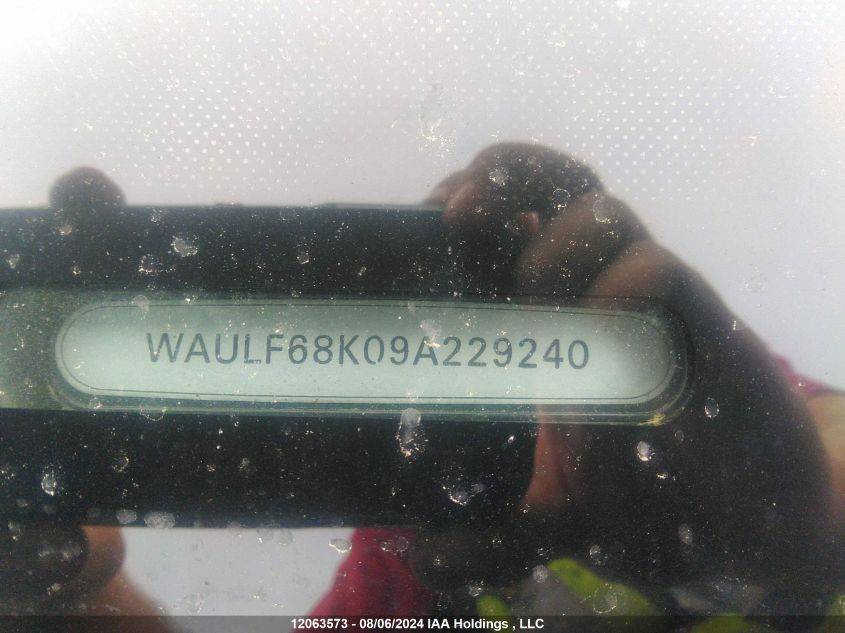 WAULF68K09A229240
12063573 - 08/06/2024 IAA Holdings , LLC